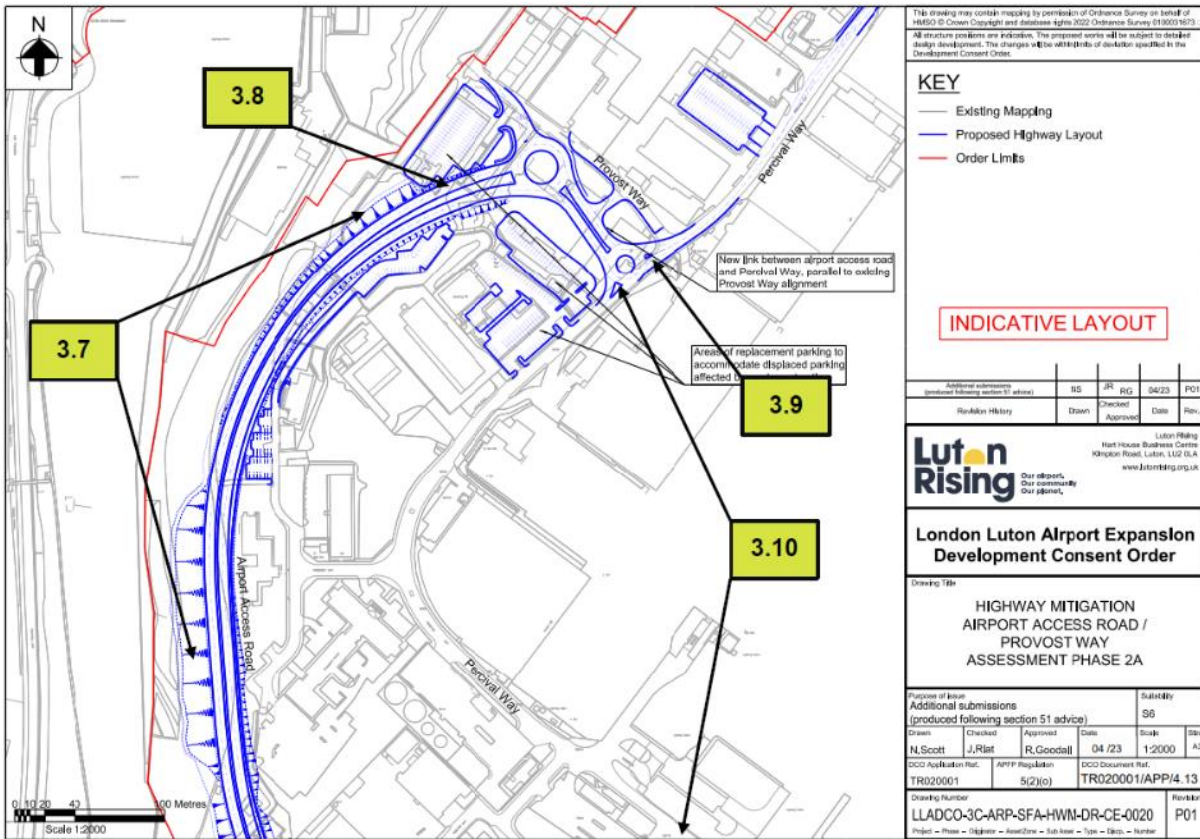 N
3.8
3.7
3.9
3.10
Provost Way
Percival Way
New link between airport access road
and Percival Way, parallel to existing
Provost Way alignment
Areas of replacement parking to
accommodate displaced parking
affected
Airport Access Road
Percival Way
0 10 20 40 100 Metres
Scale 1:2000
This drawing may contain mapping by permission of Ordnance Survey on behalf of
HMSO © Crown Copyright and database rights 2022 Ordnance Survey
All structure positions are indicative. The proposed works will be subject to detailed
design development. The changes will be within limits of deviation specified in the
Development Consent Order.
KEY
Existing Mapping
Proposed Highway Layout
Order Limits
INDICATIVE LAYOUT
Additional submissions
(produced following section 51 advice)
NS JR RG 04/23 P01
Revision History Drawn Checked Approved Date Rev.
Luton Rising
Our airport.
Our community
Our planet.
Luton Rising
Hart House Business Centre
Kimpton Road, Luton, LU2 0LA
www.lutonrising.org.uk
London Luton Airport Expansion
Development Consent Order
Drawing Title
HIGHWAY MITIGATION
AIRPORT ACCESS ROAD /
PROVOST WAY
ASSESSMENT PHASE 2A
Purpose of issue Suitability
Additional submissions
(produced following section 51 advice) S6
Drawn Checked Approved Date Scale
N.Scott J.Riat R.Goodall 04 /23 1:2000
DCO Application Ref. APFP Regulation DCO Document Ref.
TR020001 5(2)(o) TR020001/APP/4.13
Drawing Number Revision
LLADCO-3C-ARP-SFA-HWM-DR-CE-0020 P01
Project - Phase - Originator - Asset/Zone - Sub Asset - Type - Discp. - Number